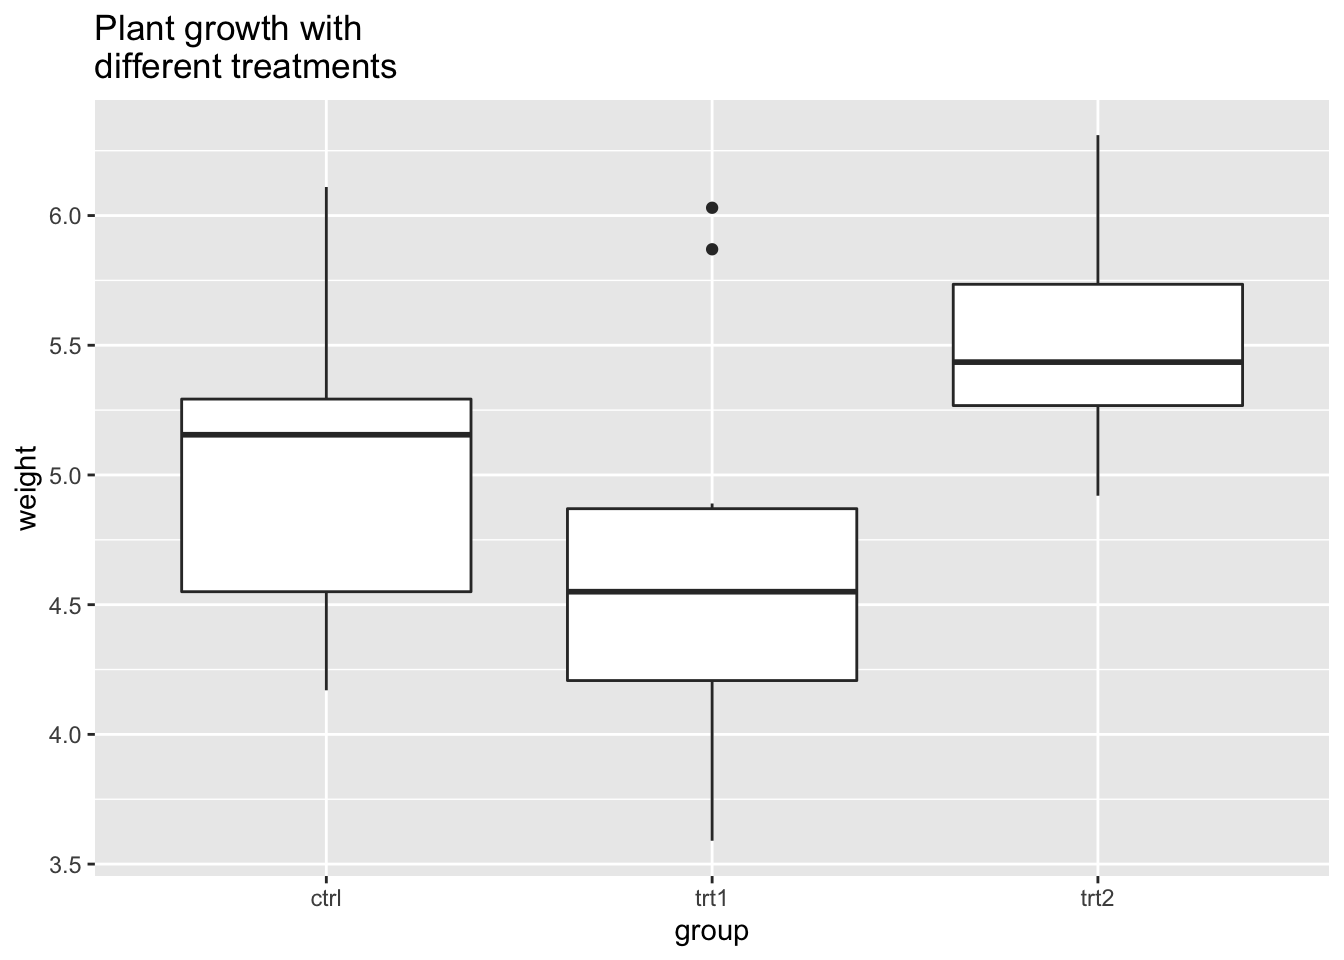 Plant growth with
different treatments
weight
6.0
5.5
5.0
4.5
4.0
3.5
ctrl trt1 trt2
group